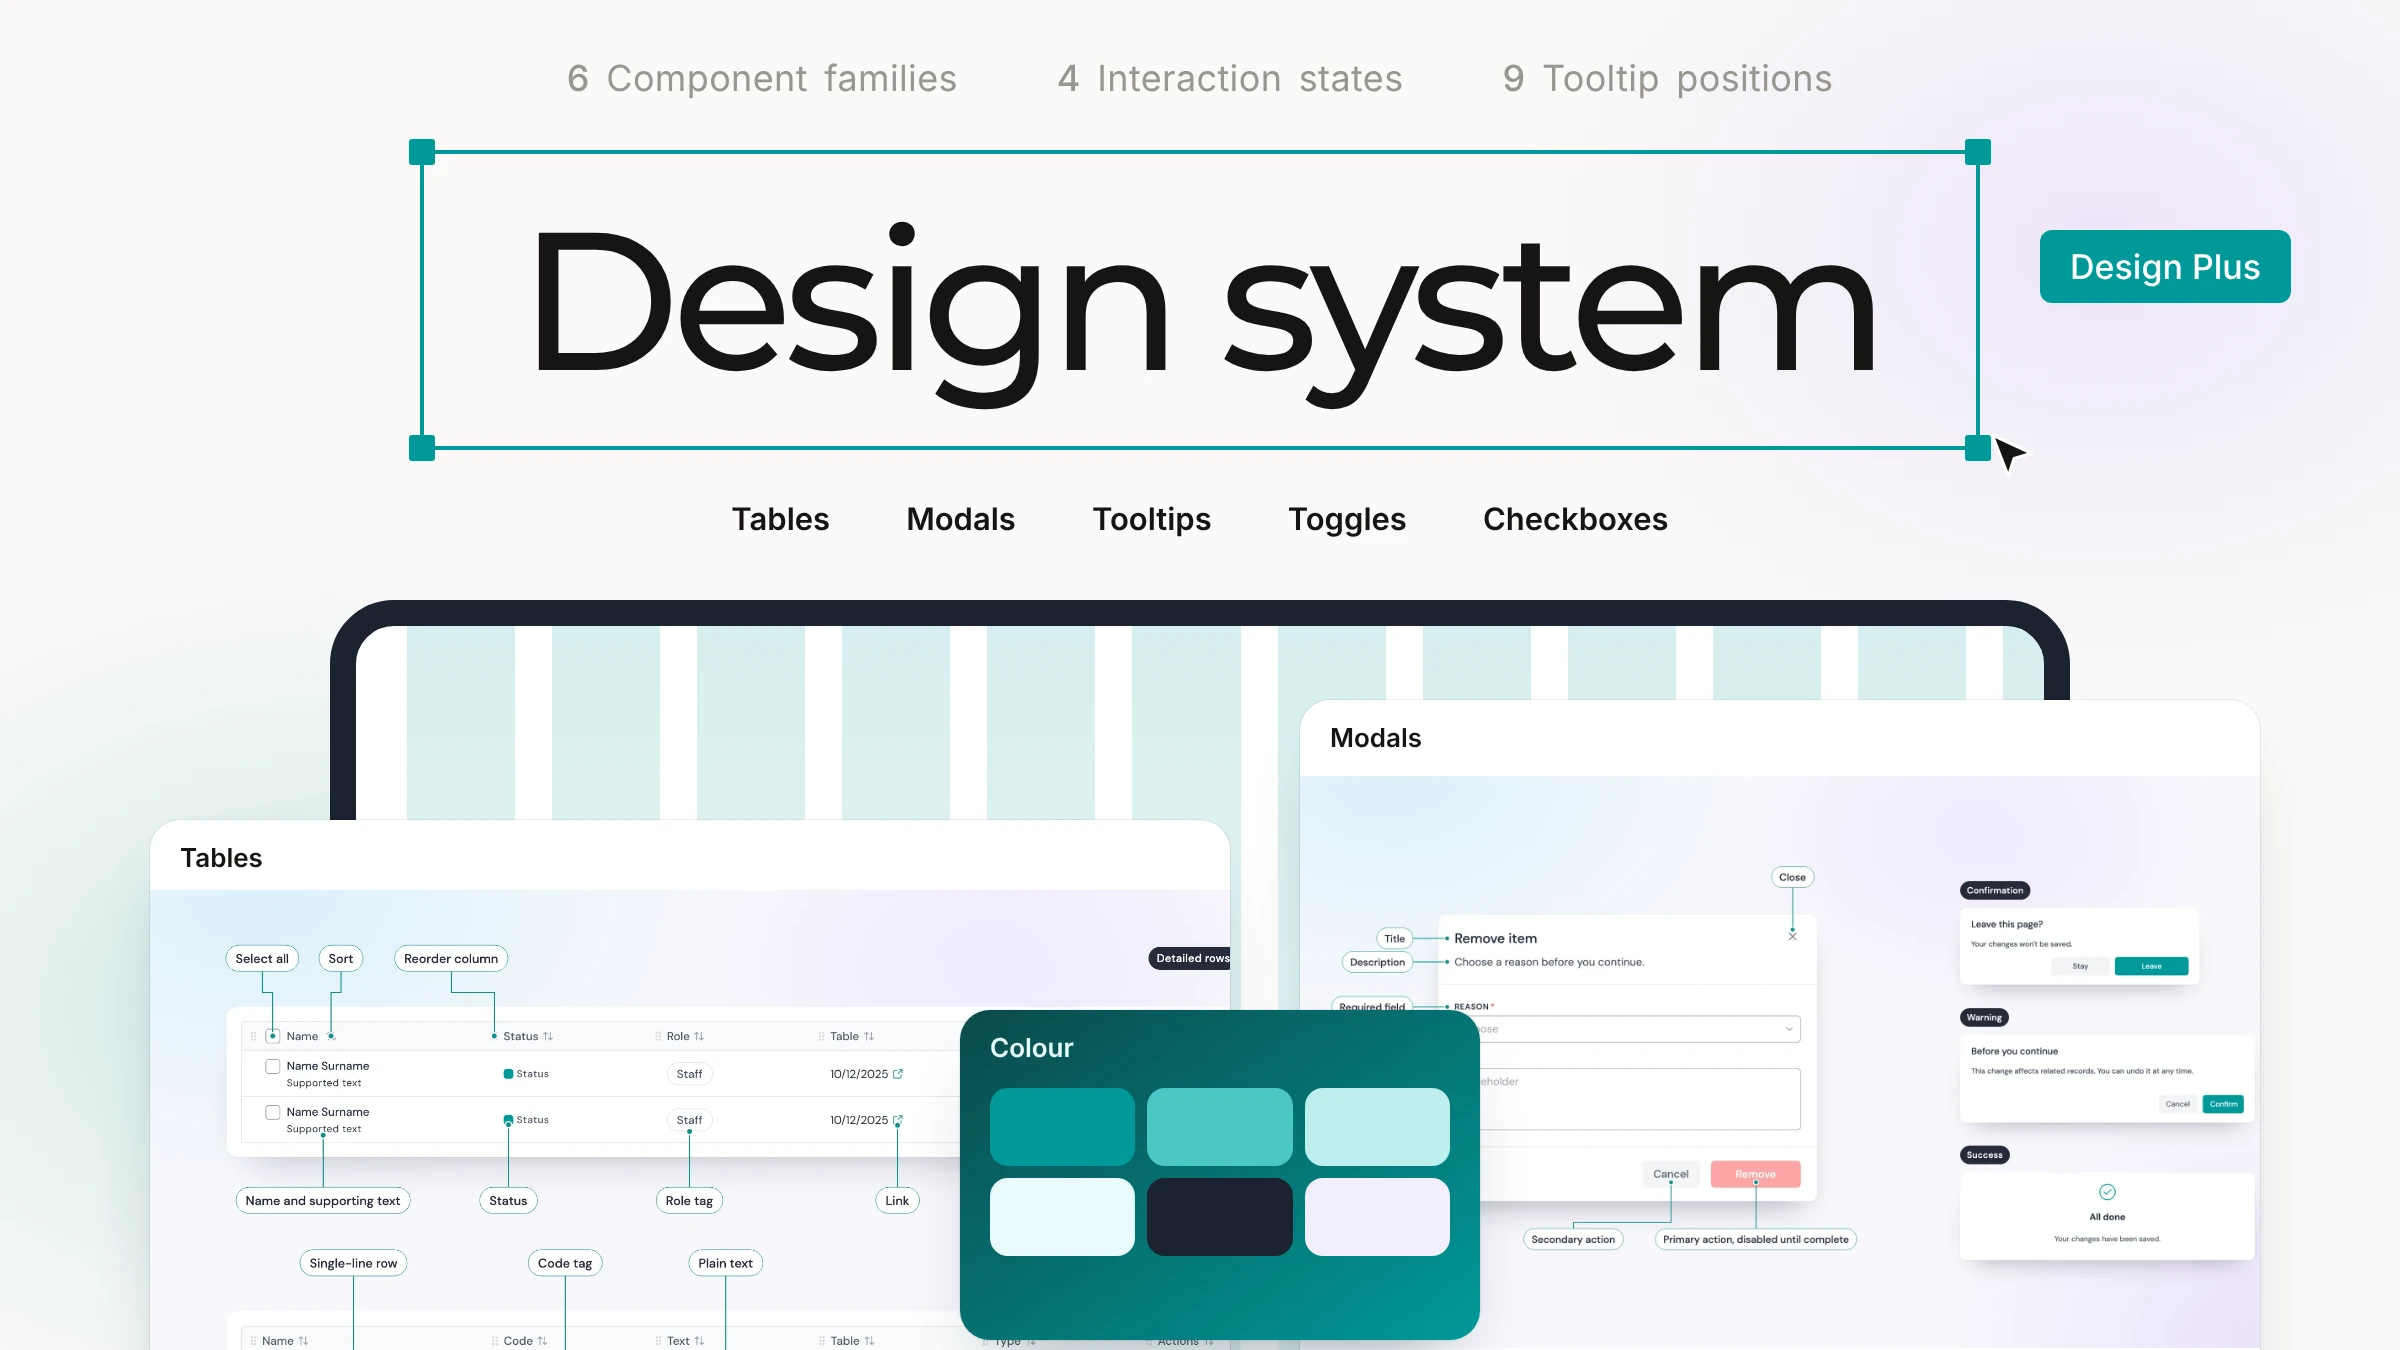 6 Component families 4 Interaction states 9 Tooltip positions
Design system
Design Plus
Tables Modals Tooltips Toggles Checkboxes
Tables
Select all Sort Reorder column
Detailed rows
Name Status Role Table
Name Surname
Supported text
Status Staff 10/12/2025
Name Surname
Supported text
Status Staff 10/12/2025
Name and supporting text Status Role tag Link
Single-line row Code tag Plain text
Name Code Text Table Type Actions
Colour
Modals
Close
Title Remove item
Description Choose a reason before you continue.
Required field REASON *
Cancel Remove
Secondary action Primary action, disabled until complete
Confirmation
Leave this page?
Your changes won't be saved.
Stay Leave
Warning
Before you continue
This change affects related records. You can undo it at any time.
Cancel Confirm
Success
All done
Your changes have been saved.